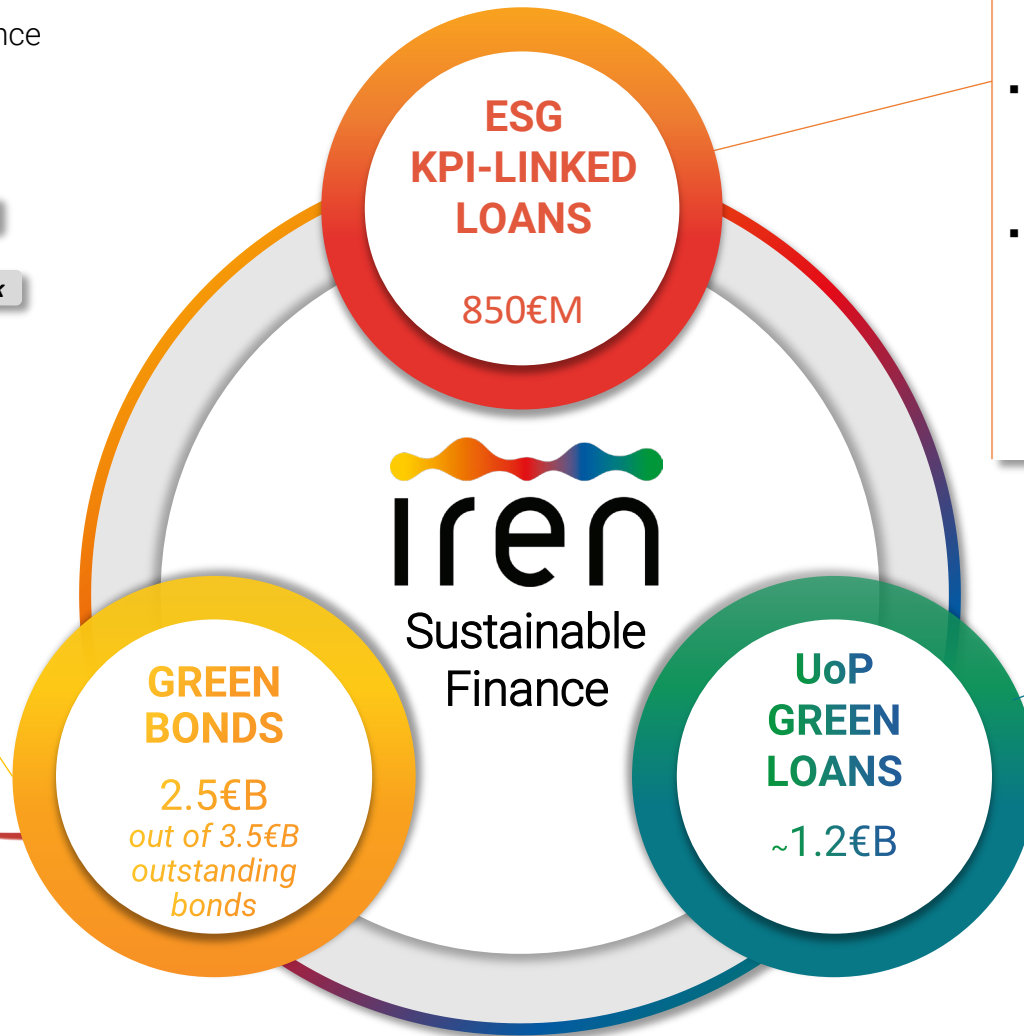 ESG
KPI-LINKED
LOANS
850€M
iren
Sustainable
Finance
GREEN
BONDS
2.5€B
out of 3.5€B
outstanding
bonds
UoP
GREEN
LOANS
~1.2€B